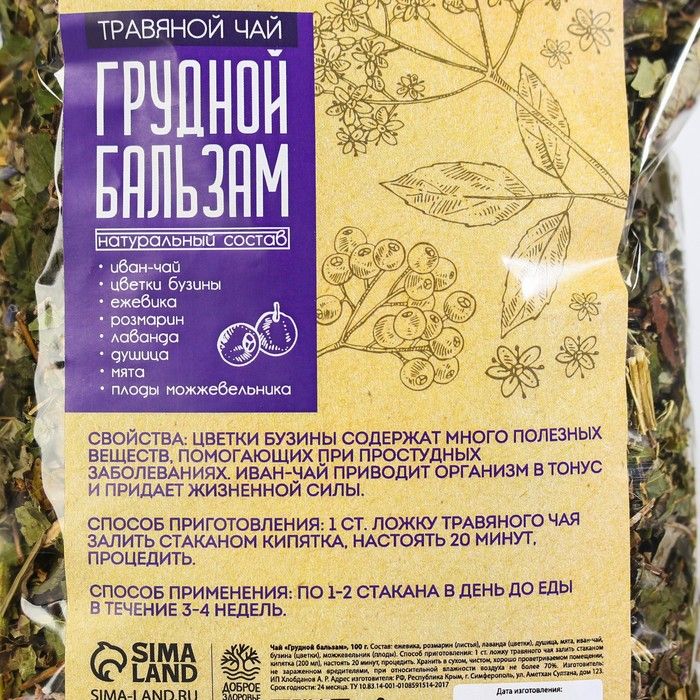 ТРАВЯНОЙ ЧАЙ
ГРУДНОЙ
БАЛЬЗАМ
натуральный состав
• иван-чай
• цветки бузины
• ежевика
• розмарин
• лаванда
• душица
• мята
• плоды можжевельника
СВОЙСТВА: ЦВЕТКИ БУЗИНЫ СОДЕРЖАТ МНОГО ПОЛЕЗНЫХ
ВЕЩЕСТВ, ПОМОГАЮЩИХ ПРИ ПРОСТУДНЫХ
ЗАБОЛЕВАНИЯХ. ИВАН-ЧАЙ ПРИВОДИТ ОРГАНИЗМ В ТОНУС
И ПРИДАЕТ ЖИЗНЕННОЙ СИЛЫ.
СПОСОБ ПРИГОТОВЛЕНИЯ: 1 СТ. ЛОЖКУ ТРАВЯНОГО ЧАЯ
ЗАЛИТЬ СТАКАНОМ КИПЯТКА, НАСТОЯТЬ 20 МИНУТ,
ПРОЦЕДИТЬ.
СПОСОБ ПРИМЕНЕНИЯ: ПО 1-2 СТАКАНА В ДЕНЬ ДО ЕДЫ
В ТЕЧЕНИЕ 3-4 НЕДЕЛЬ.
SIMA
LAND
SIMA-LAND.RU
ДОБРОЕ
ЗДОРОВЬЕ
Чай «Грудной бальзам», 100 г. Состав: ежевика, розмарин (листья), лаванда (цветки), душица, мята, иван-чай,
бузина (цветки), можжевельник (плоды). Способ приготовления: 1 ст. ложку травяного чая залить стаканом
кипятка (200 мл), настоять 20 минут, процедить. Хранить в сухом, чистом, хорошо проветриваемом помещении,
не зараженном вредителями, при относительной влажности воздуха не более 70%. Изготовитель:
ИП Хлобданов А. Р. Адрес изготовителя: РФ, Республика Крым, г. Симферополь, ул. Аметхан Султана, дом 123.
Срок годности: 24 месяца. ТУ 10.83.14-001-0108591514-2017
Дата изготовления: